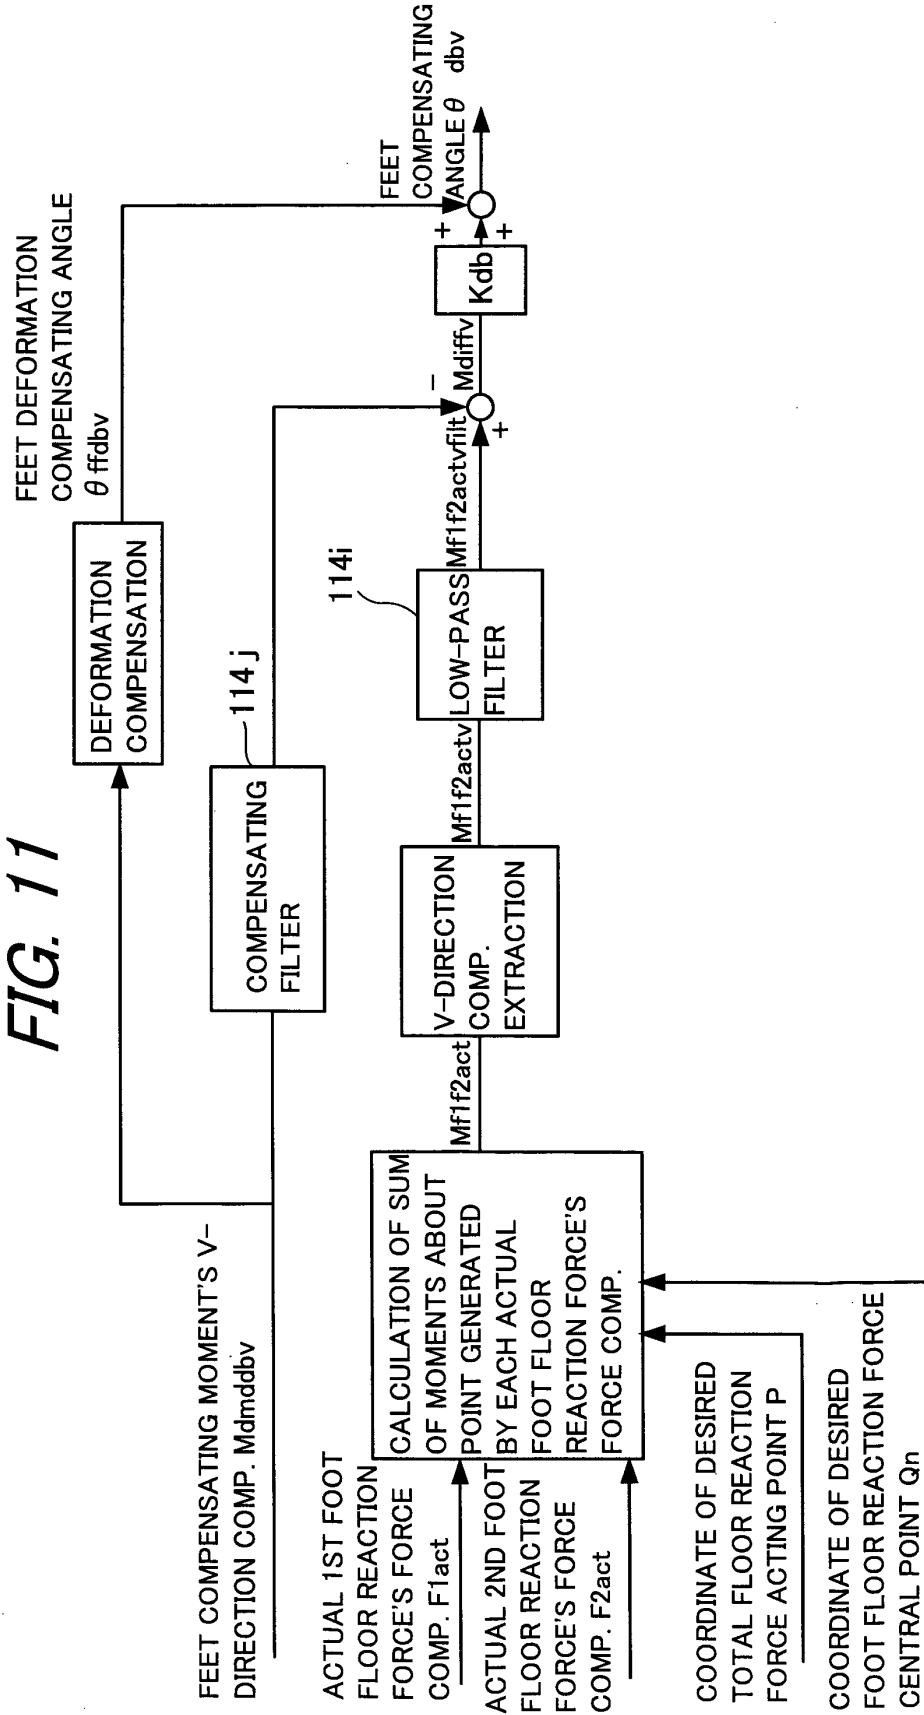 FIG. 11
FEET DEFORMATION
COMPENSATING ANGLE
θ ffdbv
DEFORMATION
COMPENSATION
FEET COMPENSATING MOMENT'S V-
DIRECTION COMP. Mdmddbv
COMPENSATING
FILTER
114j
FEET
COMPENSATING
ANGLE θ dbv
ACTUAL 1ST FOOT
FLOOR REACTION
FORCE'S FORCE
COMP. F1act
ACTUAL 2ND FOOT
FLOOR REACTION
FORCE'S FORCE
COMP. F2act
CALCULATION OF SUM
OF MOMENTS ABOUT
POINT GENERATED
BY EACH ACTUAL
FOOT FLOOR
REACTION FORCE'S
FORCE COMP.
Mf1f2act
V-DIRECTION
COMP.
EXTRACTION
Mf1f2actv
LOW-PASS
FILTER
114i
Mf1f2actvfilt
+
-
Mdiffv
Kdb
+
+
COORDINATE OF DESIRED
TOTAL FLOOR REACTION
FORCE ACTING POINT P
COORDINATE OF DESIRED
FOOT FLOOR REACTION FORCE
CENTRAL POINT Qn